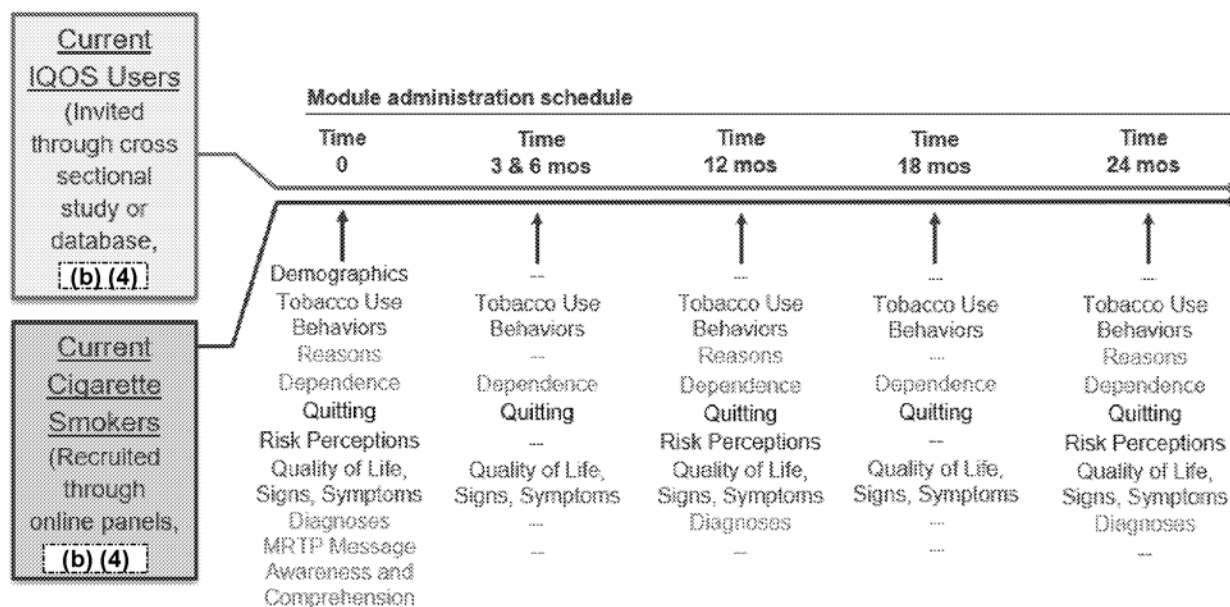 Current
IQOS Users
(Invited
through cross
sectional
study or
database,
(b) (4)
Current
Cigarette
Smokers
(Recruited
through
online panels,
(b) (4)
Module administration schedule
Time
0
Demographics
Tobacco Use
Behaviors
Reasons
Dependence
Quitting
Risk Perceptions
Quality of Life,
Signs, Symptoms
Diagnoses
MRTP Message
Awareness and
Comprehension
Time
3 & 6 mos
---
Tobacco Use
Behaviors
---
Dependence
Quitting
---
Quality of Life,
Signs, Symptoms
---
---
Time
12 mos
---
Tobacco Use
Behaviors
Reasons
Dependence
Quitting
Risk Perceptions
Quality of Life,
Signs, Symptoms
Diagnoses
---
Time
18 mos
---
Tobacco Use
Behaviors
---
Dependence
Quitting
---
Quality of Life,
Signs, Symptoms
---
---
Time
24 mos
---
Tobacco Use
Behaviors
Reasons
Dependence
Quitting
Risk Perceptions
Quality of Life,
Signs, Symptoms
Diagnoses
---